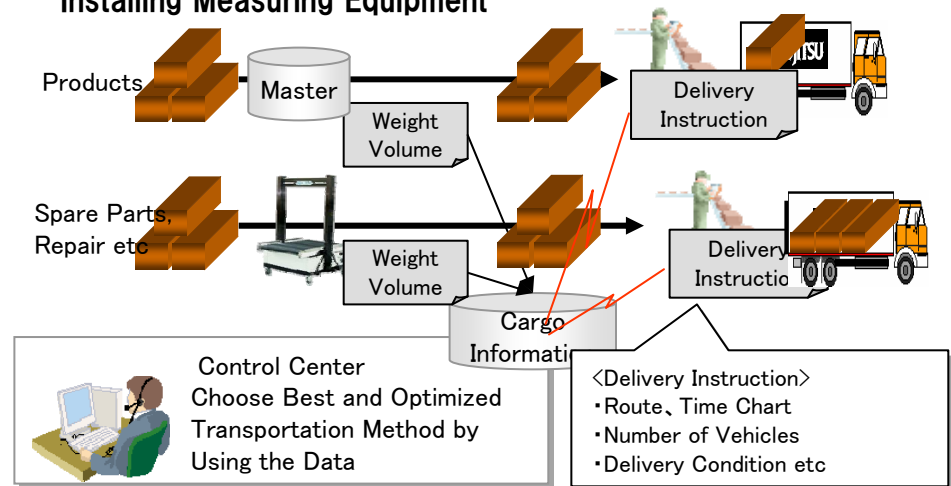 Installing Measuring Equipment
Products
Master
Delivery
Instruction
Weight
Volume
Spare Parts,
Repair etc
Weight
Volume
Delivery
Instruction
Cargo
Information
Control Center
Choose Best and Optimized
Transportation Method by
Using the Data
<Delivery Instruction>
・Route、Time Chart
・Number of Vehicles
・Delivery Condition etc